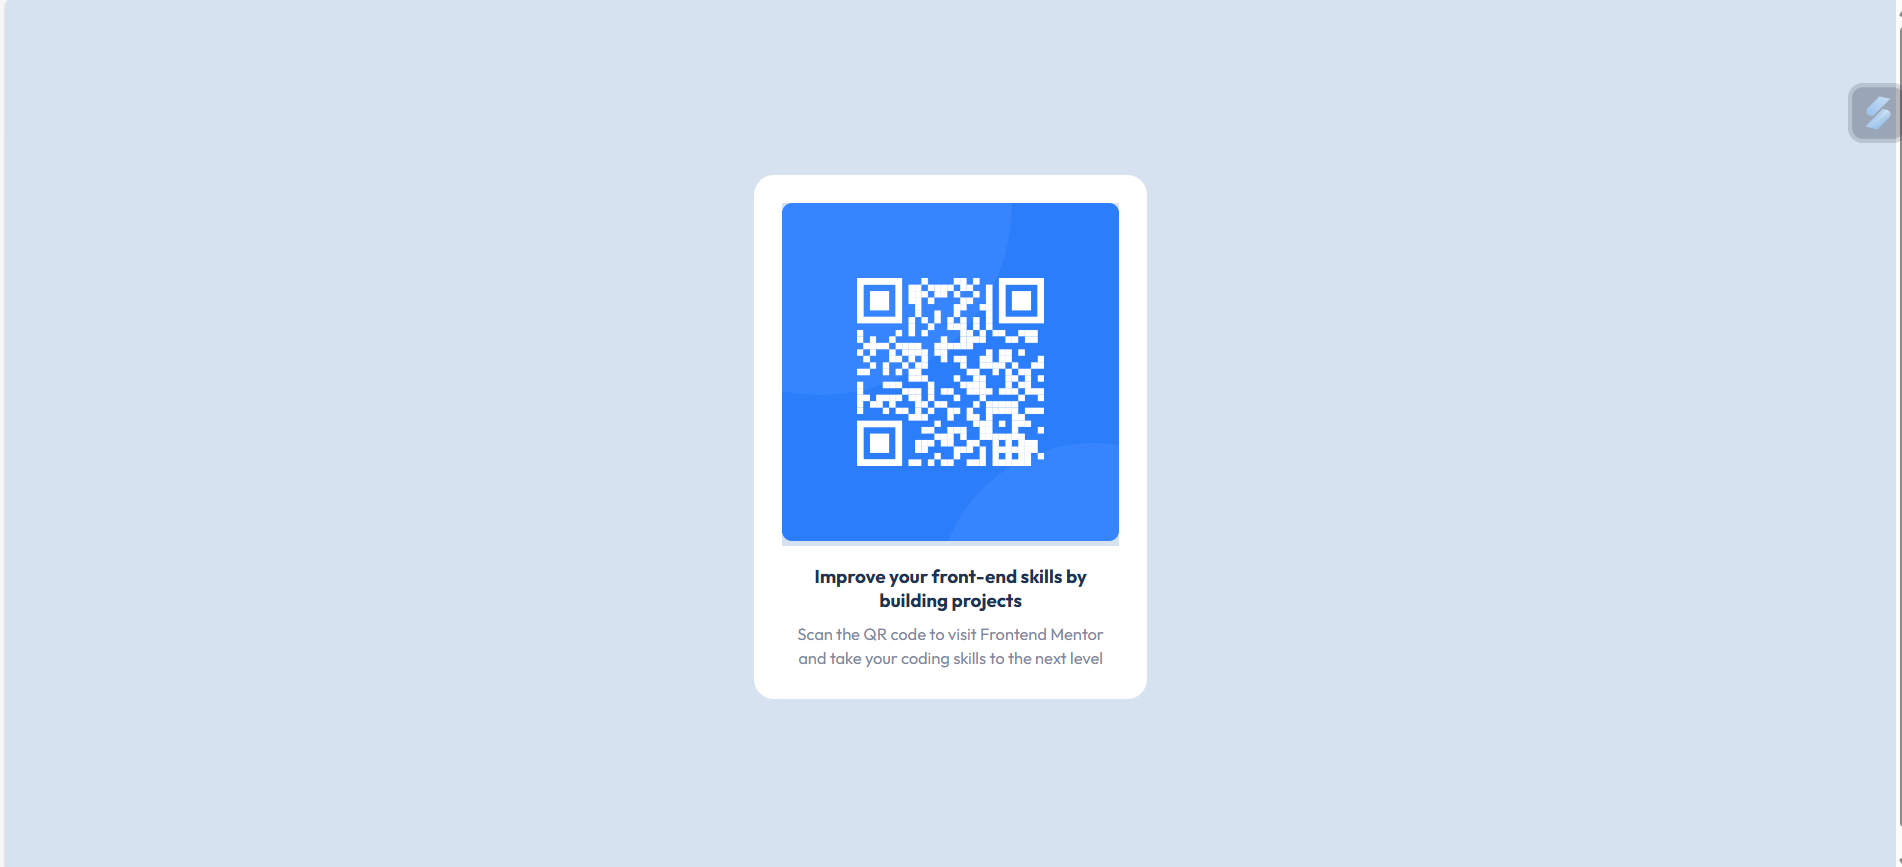 Improve your front-end skills by
building projects
Scan the QR code to visit Frontend Mentor
and take your coding skills to the next level